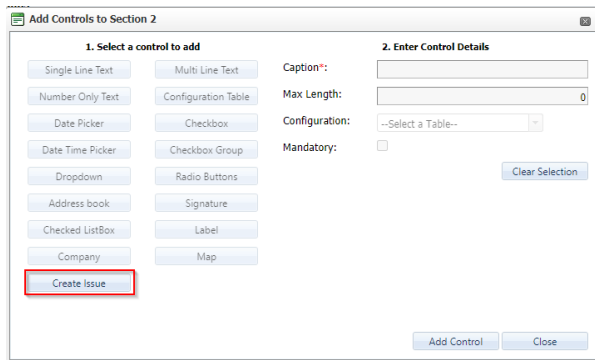 Add Controls to Section 2
1. Select a control to add
2. Enter Control Details
Single Line Text
Multi Line Text
Number Only Text
Configuration Table
Date Picker
Checkbox
Date Time Picker
Checkbox Group
Dropdown
Radio Buttons
Address book
Signature
Checked ListBox
Label
Company
Map
Create Issue
Caption*:
Max Length:
0
Configuration:
--Select a Table--
Mandatory:
Clear Selection
Add Control
Close